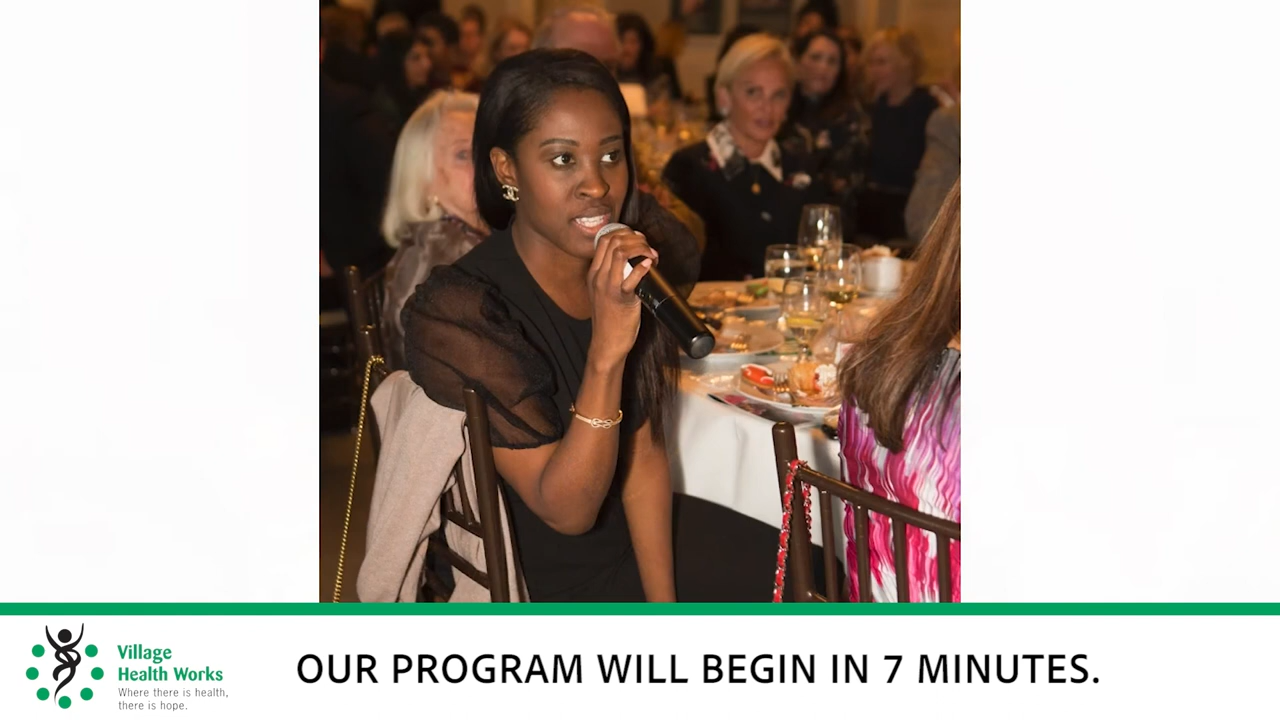 Village
Health Works
Where there is health,
there is hope.
OUR PROGRAM WILL BEGIN IN 7 MINUTES.